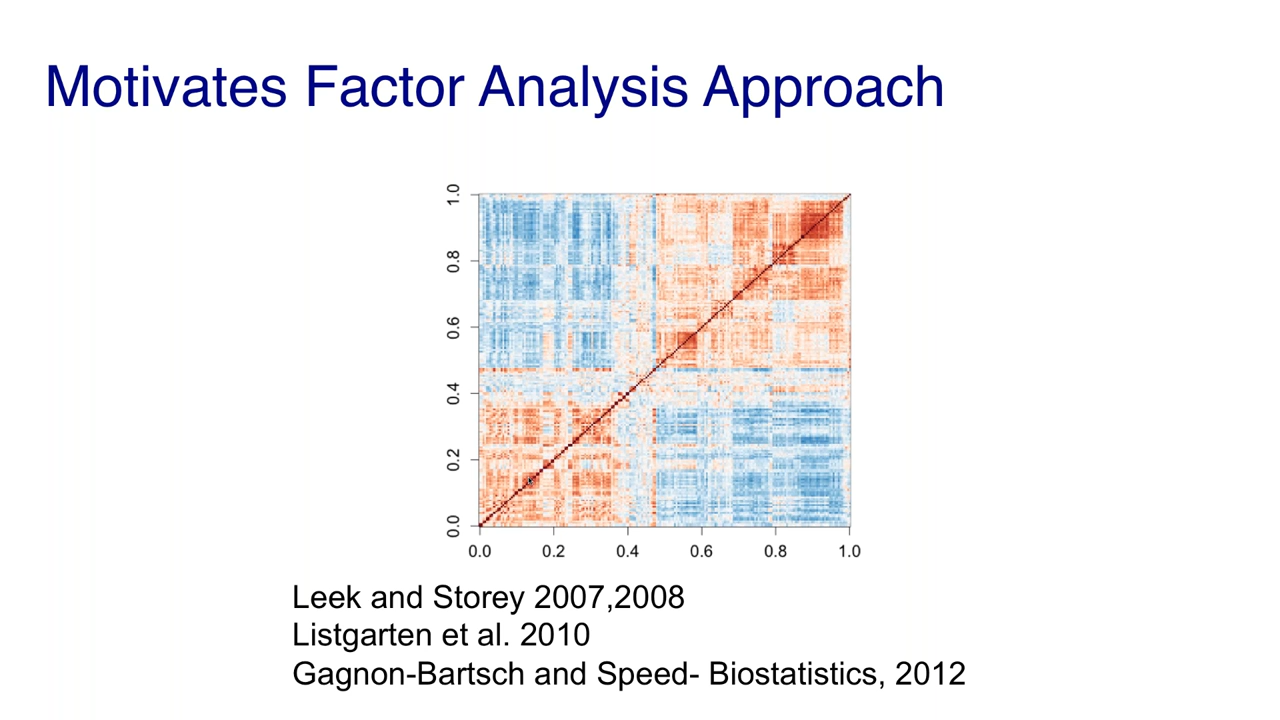 Motivates Factor Analysis Approach
1.0
0.8
0.6
0.4
0.2
0.0
0.0 0.2 0.4 0.6 0.8 1.0
Leek and Storey 2007,2008
Listgarten et al. 2010
Gagnon-Bartsch and Speed- Biostatistics, 2012